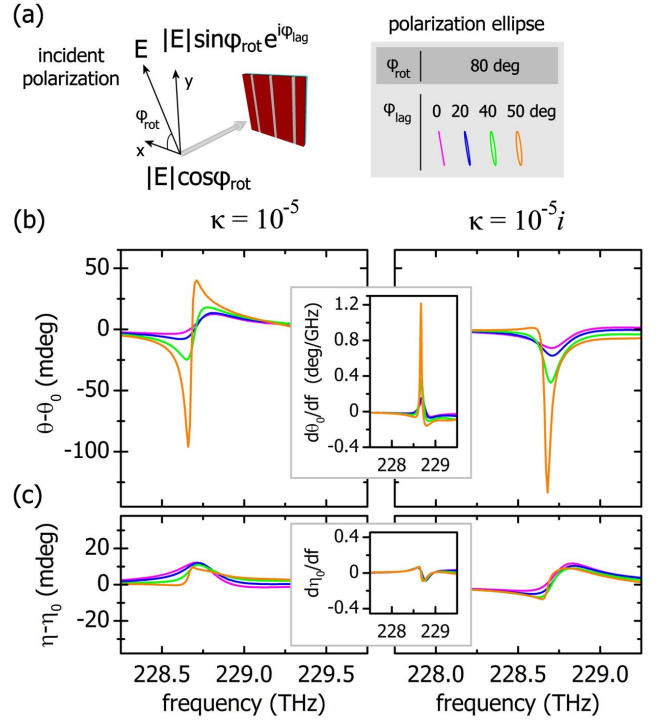 (a)
incident
polarization
E
|E|sinφrot e^iφlag
y
φrot
x
|E|cosφrot
polarization ellipse
φrot 80 deg
φlag 0 20 40 50 deg
(b)
κ = 10^-5
κ = 10^-5 i
θ-θ0 (mdeg)
50
0
-50
-100
dθ0/df (deg/GHz)
1.2
0.8
0.4
0
-0.4
228 229
(c)
η-η0 (mdeg)
20
0
-20
dη0/df
0.4
0
-0.4
228 229
228.5 229.0 229.5
228.0 228.5 229.0
frequency (THz)
frequency (THz)